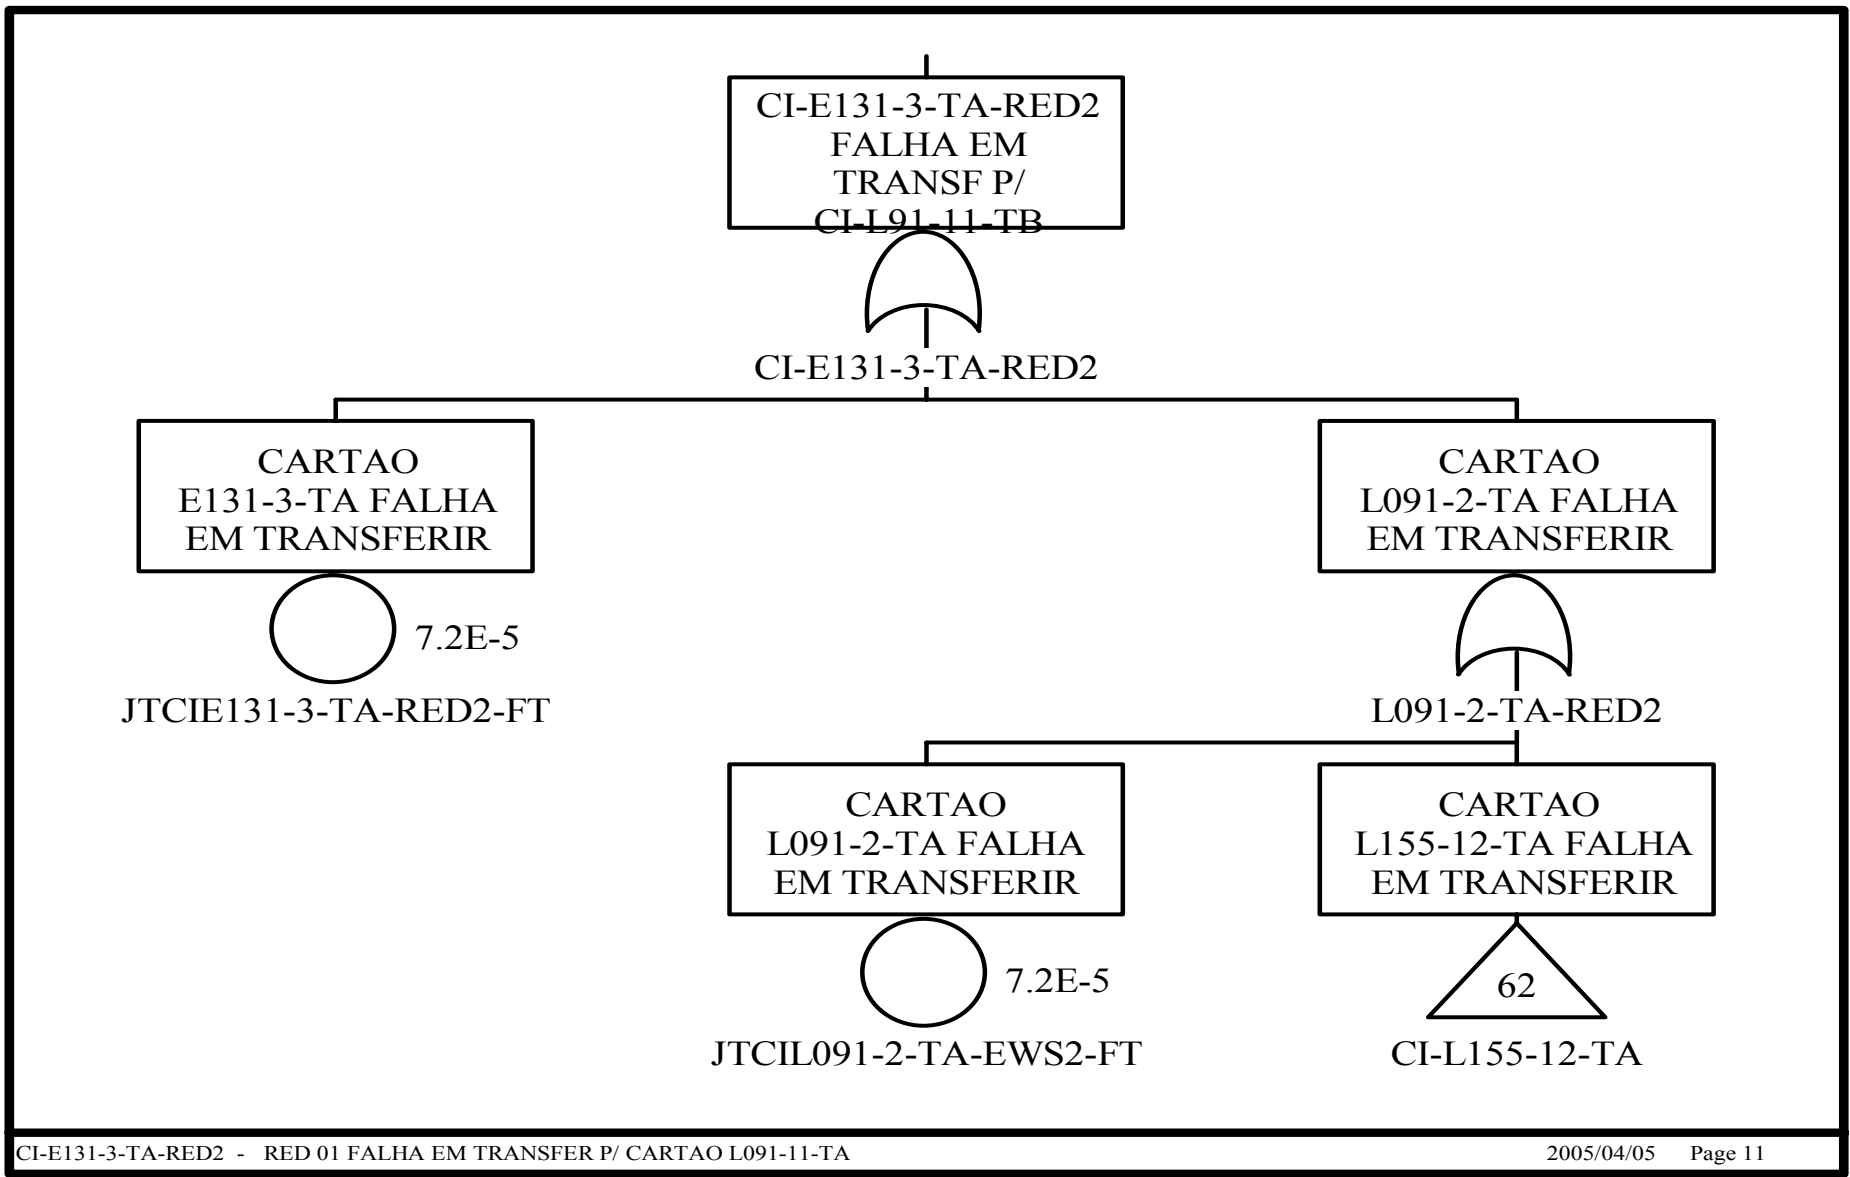 CI-E131-3-TA-RED2
FALHA EM
TRANSF P/
CI-L91-11-TB
CI-E131-3-TA-RED2
CARTAO
E131-3-TA FALHA
EM TRANSFERIR
7.2E-5
JTCIE131-3-TA-RED2-FT
CARTAO
L091-2-TA FALHA
EM TRANSFERIR
L091-2-TA-RED2
CARTAO
L091-2-TA FALHA
EM TRANSFERIR
7.2E-5
JTCIL091-2-TA-EWS2-FT
CARTAO
L155-12-TA FALHA
EM TRANSFERIR
62
CI-L155-12-TA
CI-E131-3-TA-RED2 - RED 01 FALHA EM TRANSFER P/ CARTAO L091-11-TA 2005/04/05 Page 11